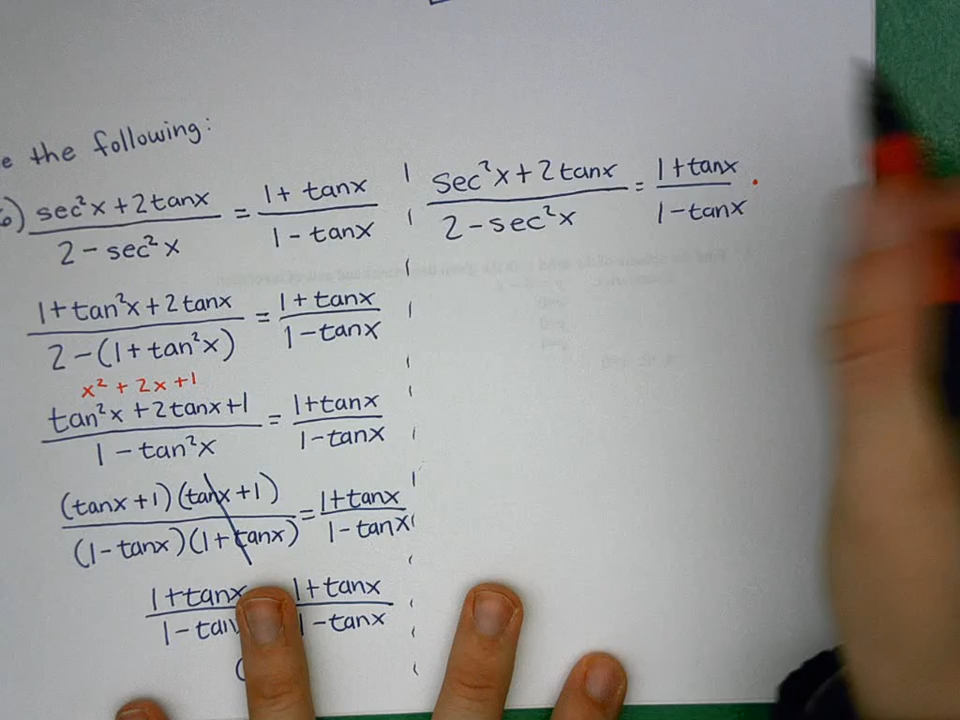 e the following:
6) sec²x + 2tanx / 2 - sec²x = 1 + tanx / 1 - tanx
1 + tan²x + 2tanx / 2 - (1 + tan²x) = 1 + tanx / 1 - tanx
x² + 2x + 1
tan²x + 2tanx + 1 / 1 - tan²x = 1 + tanx / 1 - tanx
(tanx + 1)(tanx + 1) / (1 - tanx)(1 + tanx) = 1 + tanx / 1 - tanx
1 + tanx / 1 - tan 1 + tanx / 1 - tanx
sec²x + 2tanx / 2 - sec²x = 1 + tanx / 1 - tanx ·